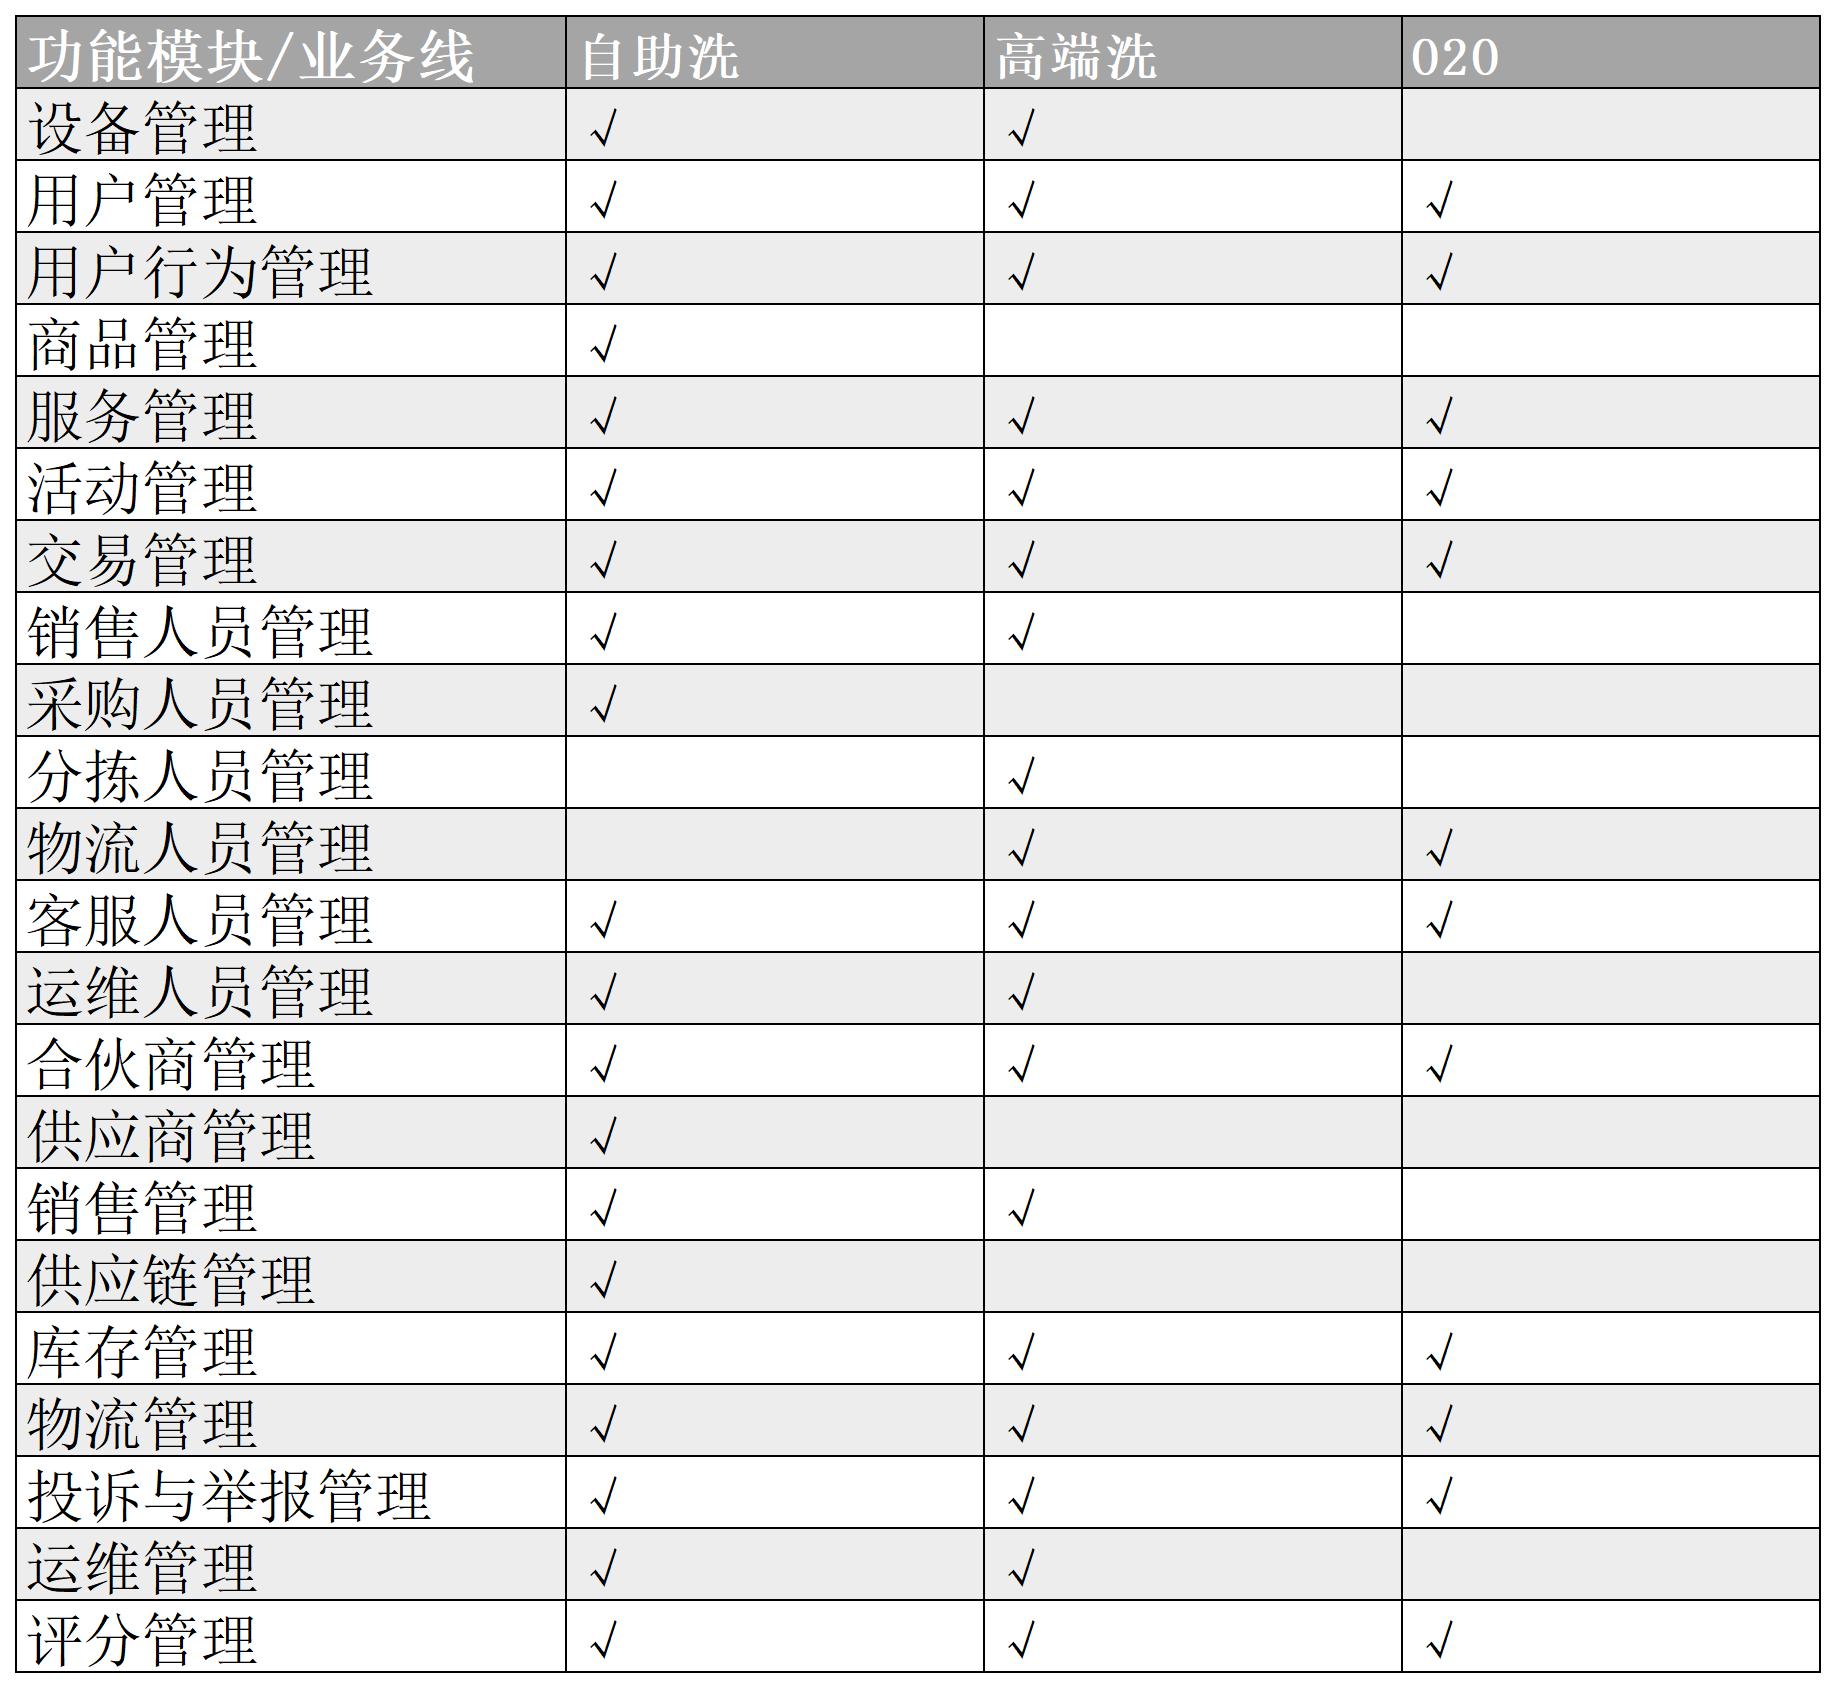 功能模块/业务线 自助洗 高端洗 O2O
设备管理 √ √
用户管理 √ √ √
用户行为管理 √ √ √
商品管理 √
服务管理 √ √ √
活动管理 √ √ √
交易管理 √ √ √
销售人员管理 √ √
采购人员管理 √
分拣人员管理 √
物流人员管理 √ √
客服人员管理 √ √ √
运维人员管理 √ √
合伙商管理 √ √ √
供应商管理 √
销售管理 √ √
供应链管理 √
库存管理 √ √ √
物流管理 √ √ √
投诉与举报管理 √ √ √
运维管理 √ √
评分管理 √ √ √